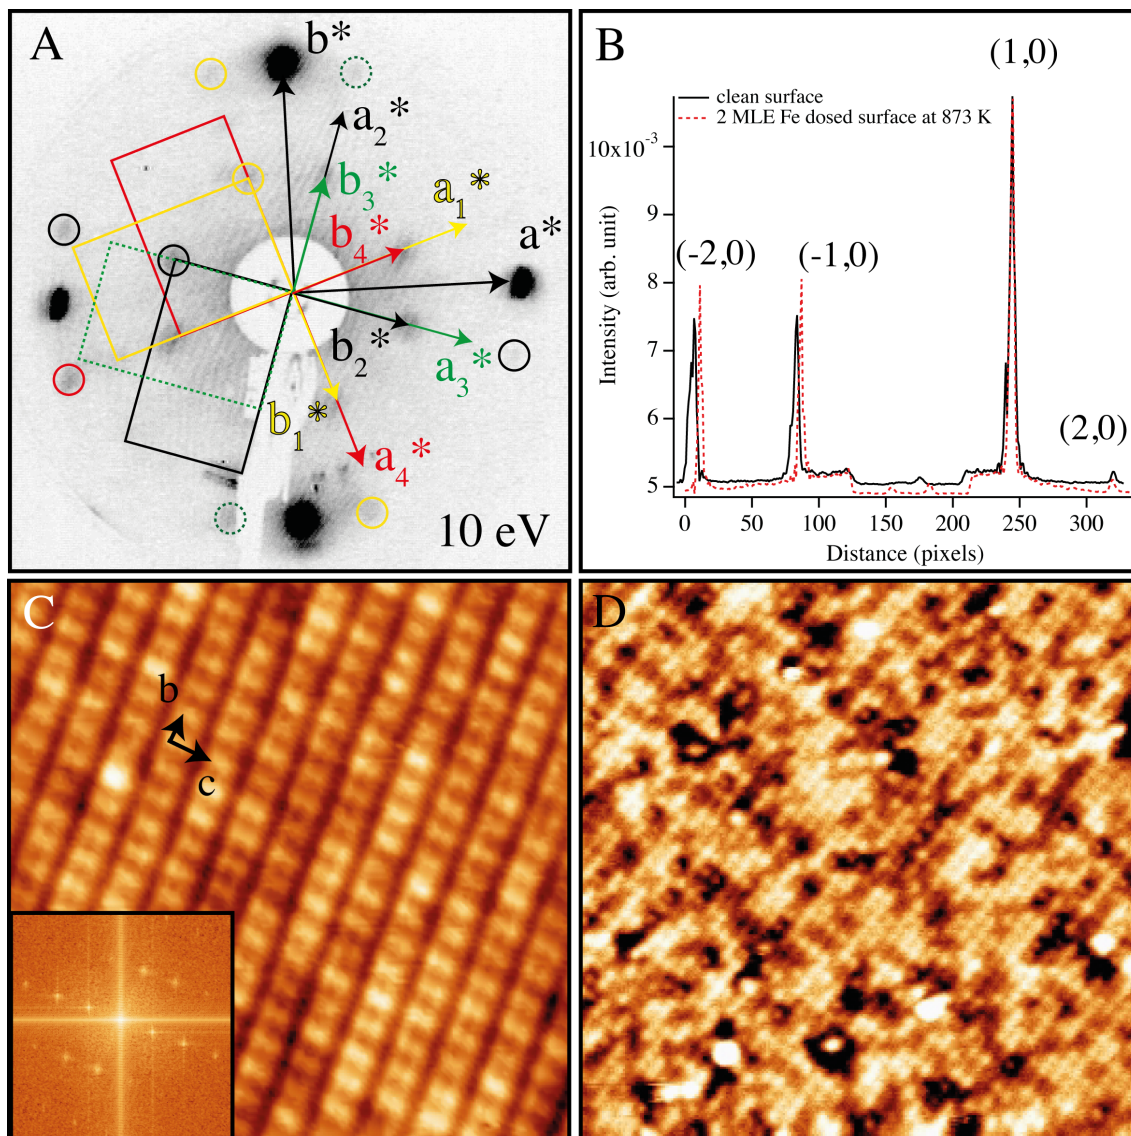 A
b*
a₂*
b₃*
a₁*
b₄*
a*
b₂*
a₃*
b₁*
a₄*
10 eV
B
(1,0)
clean surface
2 MLE Fe dosed surface at 873 K
10x10⁻³
9
8
7
6
5
Intensity (arb. unit)
(-2,0)
(-1,0)
(2,0)
0
50
100
150
200
250
300
Distance (pixels)
C
b
c
D